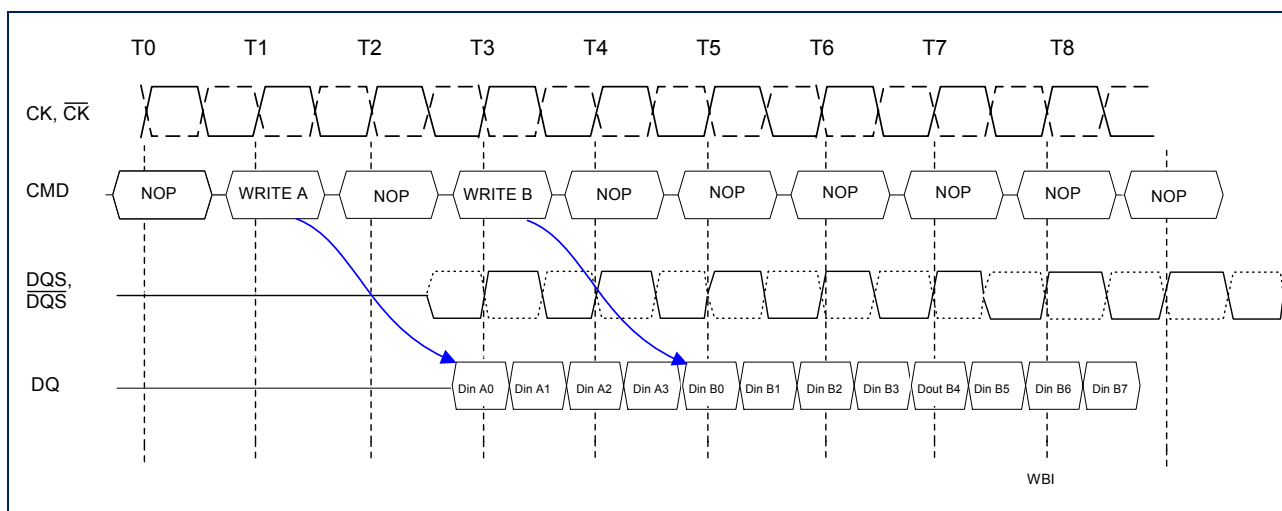 T0 T1 T2 T3 T4 T5 T6 T7 T8
CK, C̅K̅
CMD NOP WRITE A NOP WRITE B NOP NOP NOP NOP NOP NOP
DQS,
D̅Q̅S̅
DQ Din A0 Din A1 Din A2 Din A3 Din B0 Din B1 Din B2 Din B3 Dout B4 Din B5 Din B6 Din B7
WBI